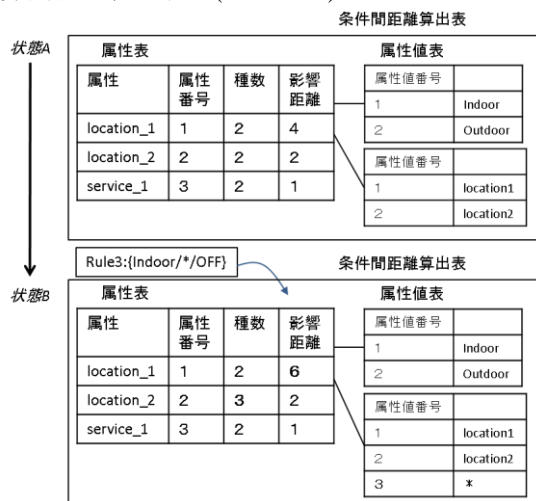 条件間距離算出表
状態A
属性表
属性値表
属性 属性番号 種数 影響距離
location_1 1 2 4
location_2 2 2 2
service_1 3 2 1
属性値番号
1 Indoor
2 Outdoor
属性値番号
1 location1
2 location2
Rule3:{Indoor/*/OFF}
条件間距離算出表
状態B
属性表
属性値表
属性 属性番号 種数 影響距離
location_1 1 2 6
location_2 2 3 2
service_1 3 2 1
属性値番号
1 Indoor
2 Outdoor
属性値番号
1 location1
2 location2
3 *